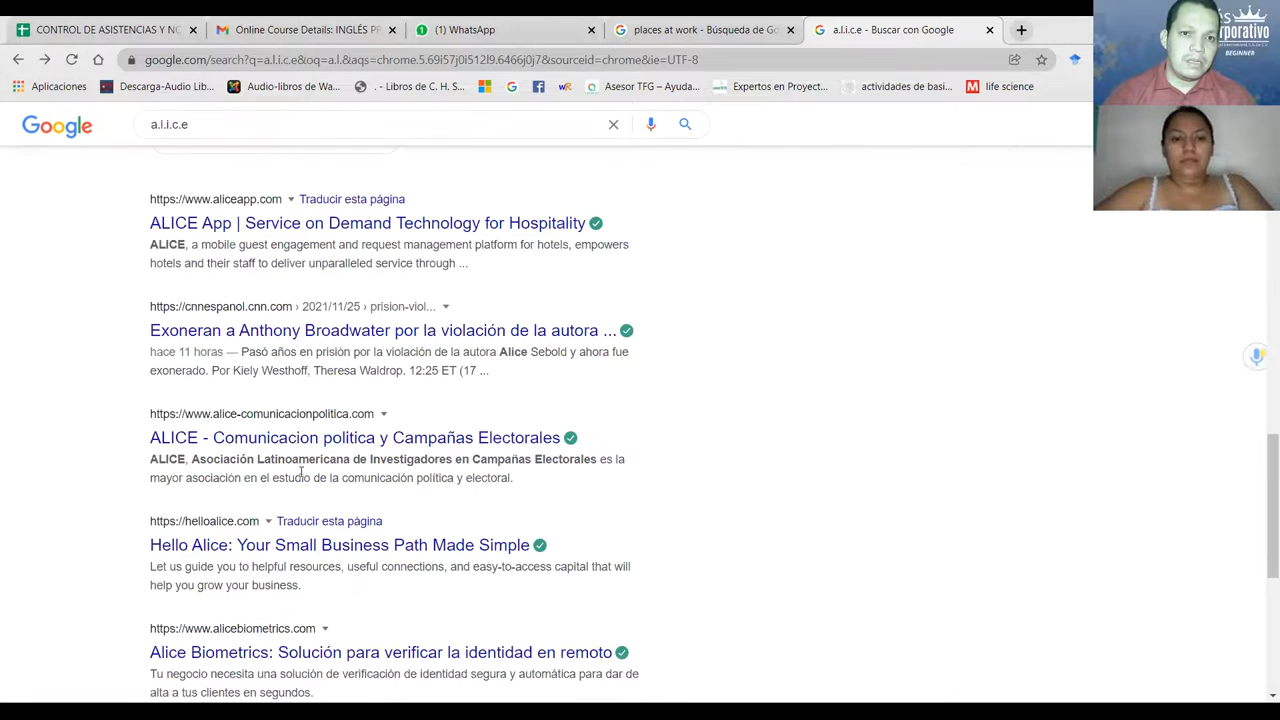 CONTROL DE ASISTENCIAS Y NO
Online Course Details: INGLÉS PR
(1) WhatsApp
places at work - Búsqueda de Go
a.l.i.c.e - Buscar con Google
google.com/search?q=a.l.i.c.e&oq=a.l.&aqs=chrome.5.69i57j0i512l9.6466j0j7&sourceid=chrome&ie=UTF-8
Aplicaciones
Descarga-Audio Lib...
Audio-libros de Wa...
. - Libros de C. H. S...
Asesor TFG – Ayuda...
Expertos en Proyect...
actividades de basi...
life science
BEGINNER
Google
a.l.i.c.e
https://www.aliceapp.com Traducir esta página
ALICE App | Service on Demand Technology for Hospitality
ALICE, a mobile guest engagement and request management platform for hotels, empowers
hotels and their staff to deliver unparalleled service through ...
https://cnnespanol.cnn.com › 2021/11/25 › prision-viol...
Exoneran a Anthony Broadwater por la violación de la autora ...
hace 11 horas — Pasó años en prisión por la violación de la autora Alice Sebold y ahora fue
exonerado. Por Kiely Westhoff, Theresa Waldrop. 12:25 ET (17 ...
https://www.alice-comunicacionpolitica.com
ALICE - Comunicacion politica y Campañas Electorales
ALICE, Asociación Latinoamericana de Investigadores en Campañas Electorales es la
mayor asociación en el estudio de la comunicación política y electoral.
https://helloalice.com Traducir esta página
Hello Alice: Your Small Business Path Made Simple
Let us guide you to helpful resources, useful connections, and easy-to-access capital that will
help you grow your business.
https://www.alicebiometrics.com
Alice Biometrics: Solución para verificar la identidad en remoto
Tu negocio necesita una solución de verificación de identidad segura y automática para dar de
alta a tus clientes en segundos.